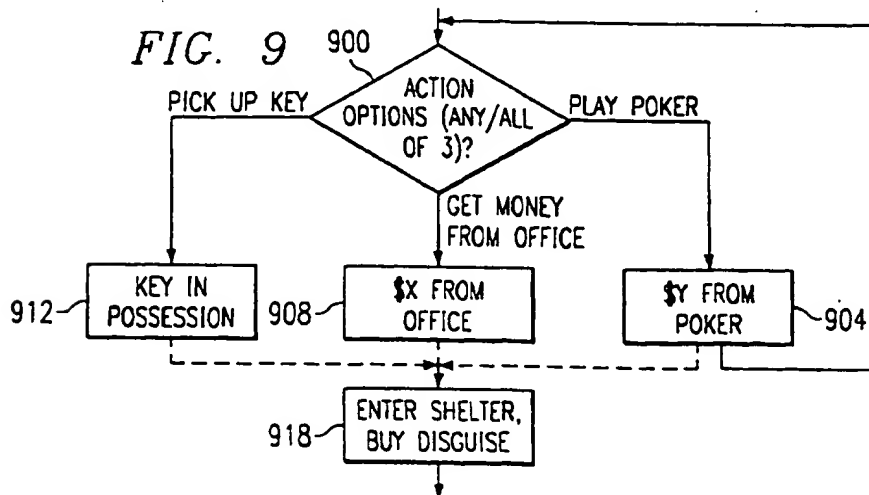 FIG. 9
900
ACTION
OPTIONS (ANY/ALL
OF 3)?
PICK UP KEY
PLAY POKER
GET MONEY
FROM OFFICE
912
KEY IN
POSSESSION
908
$X FROM
OFFICE
$Y FROM
POKER
904
918
ENTER SHELTER,
BUY DISGUISE